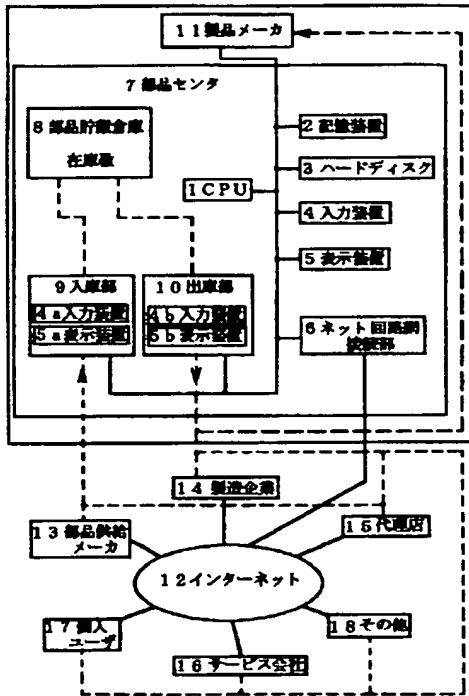 11製品メーカ
7部品センタ
8部品貯蔵倉庫
在庫数
2記憶装置
3ハードディスク
1CPU
4入力装置
5表示装置
9入庫部
4a入力装置
5a表示装置
10出庫部
4b入力装置
5b表示装置
6ネット回路網
接続部
14製造企業
13部品供給
メーカ
15代理店
12インターネット
17個人
ユーザ
18その他
16サービス会社